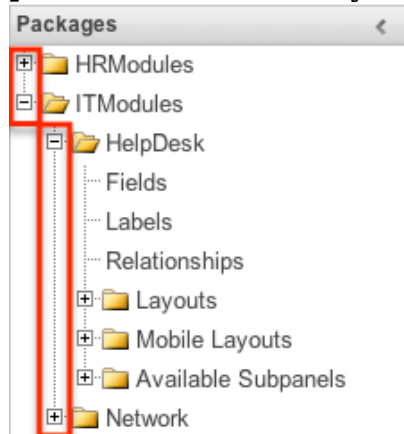 Packages
HRModules
ITModules
HelpDesk
Fields
Labels
Relationships
Layouts
Mobile Layouts
Available Subpanels
Network